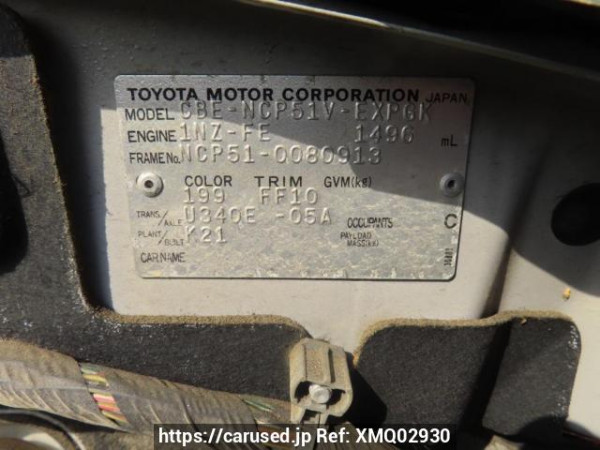 TOYOTA MOTOR CORPORATION JAPAN
MODEL CBE-NCP51V-EXPGK
ENGINE 1NZ-FE 1496 mL
FRAME No. NCP51-0080913
COLOR TRIM GVM(kg)
199 FF10
TRANS./AXLE U340E -05A OCCUPANTS C
PLANT/BUILT K21 PAYLOAD MASS(kg)
CAR NAME
https://carused.jp Ref: XMQ02930